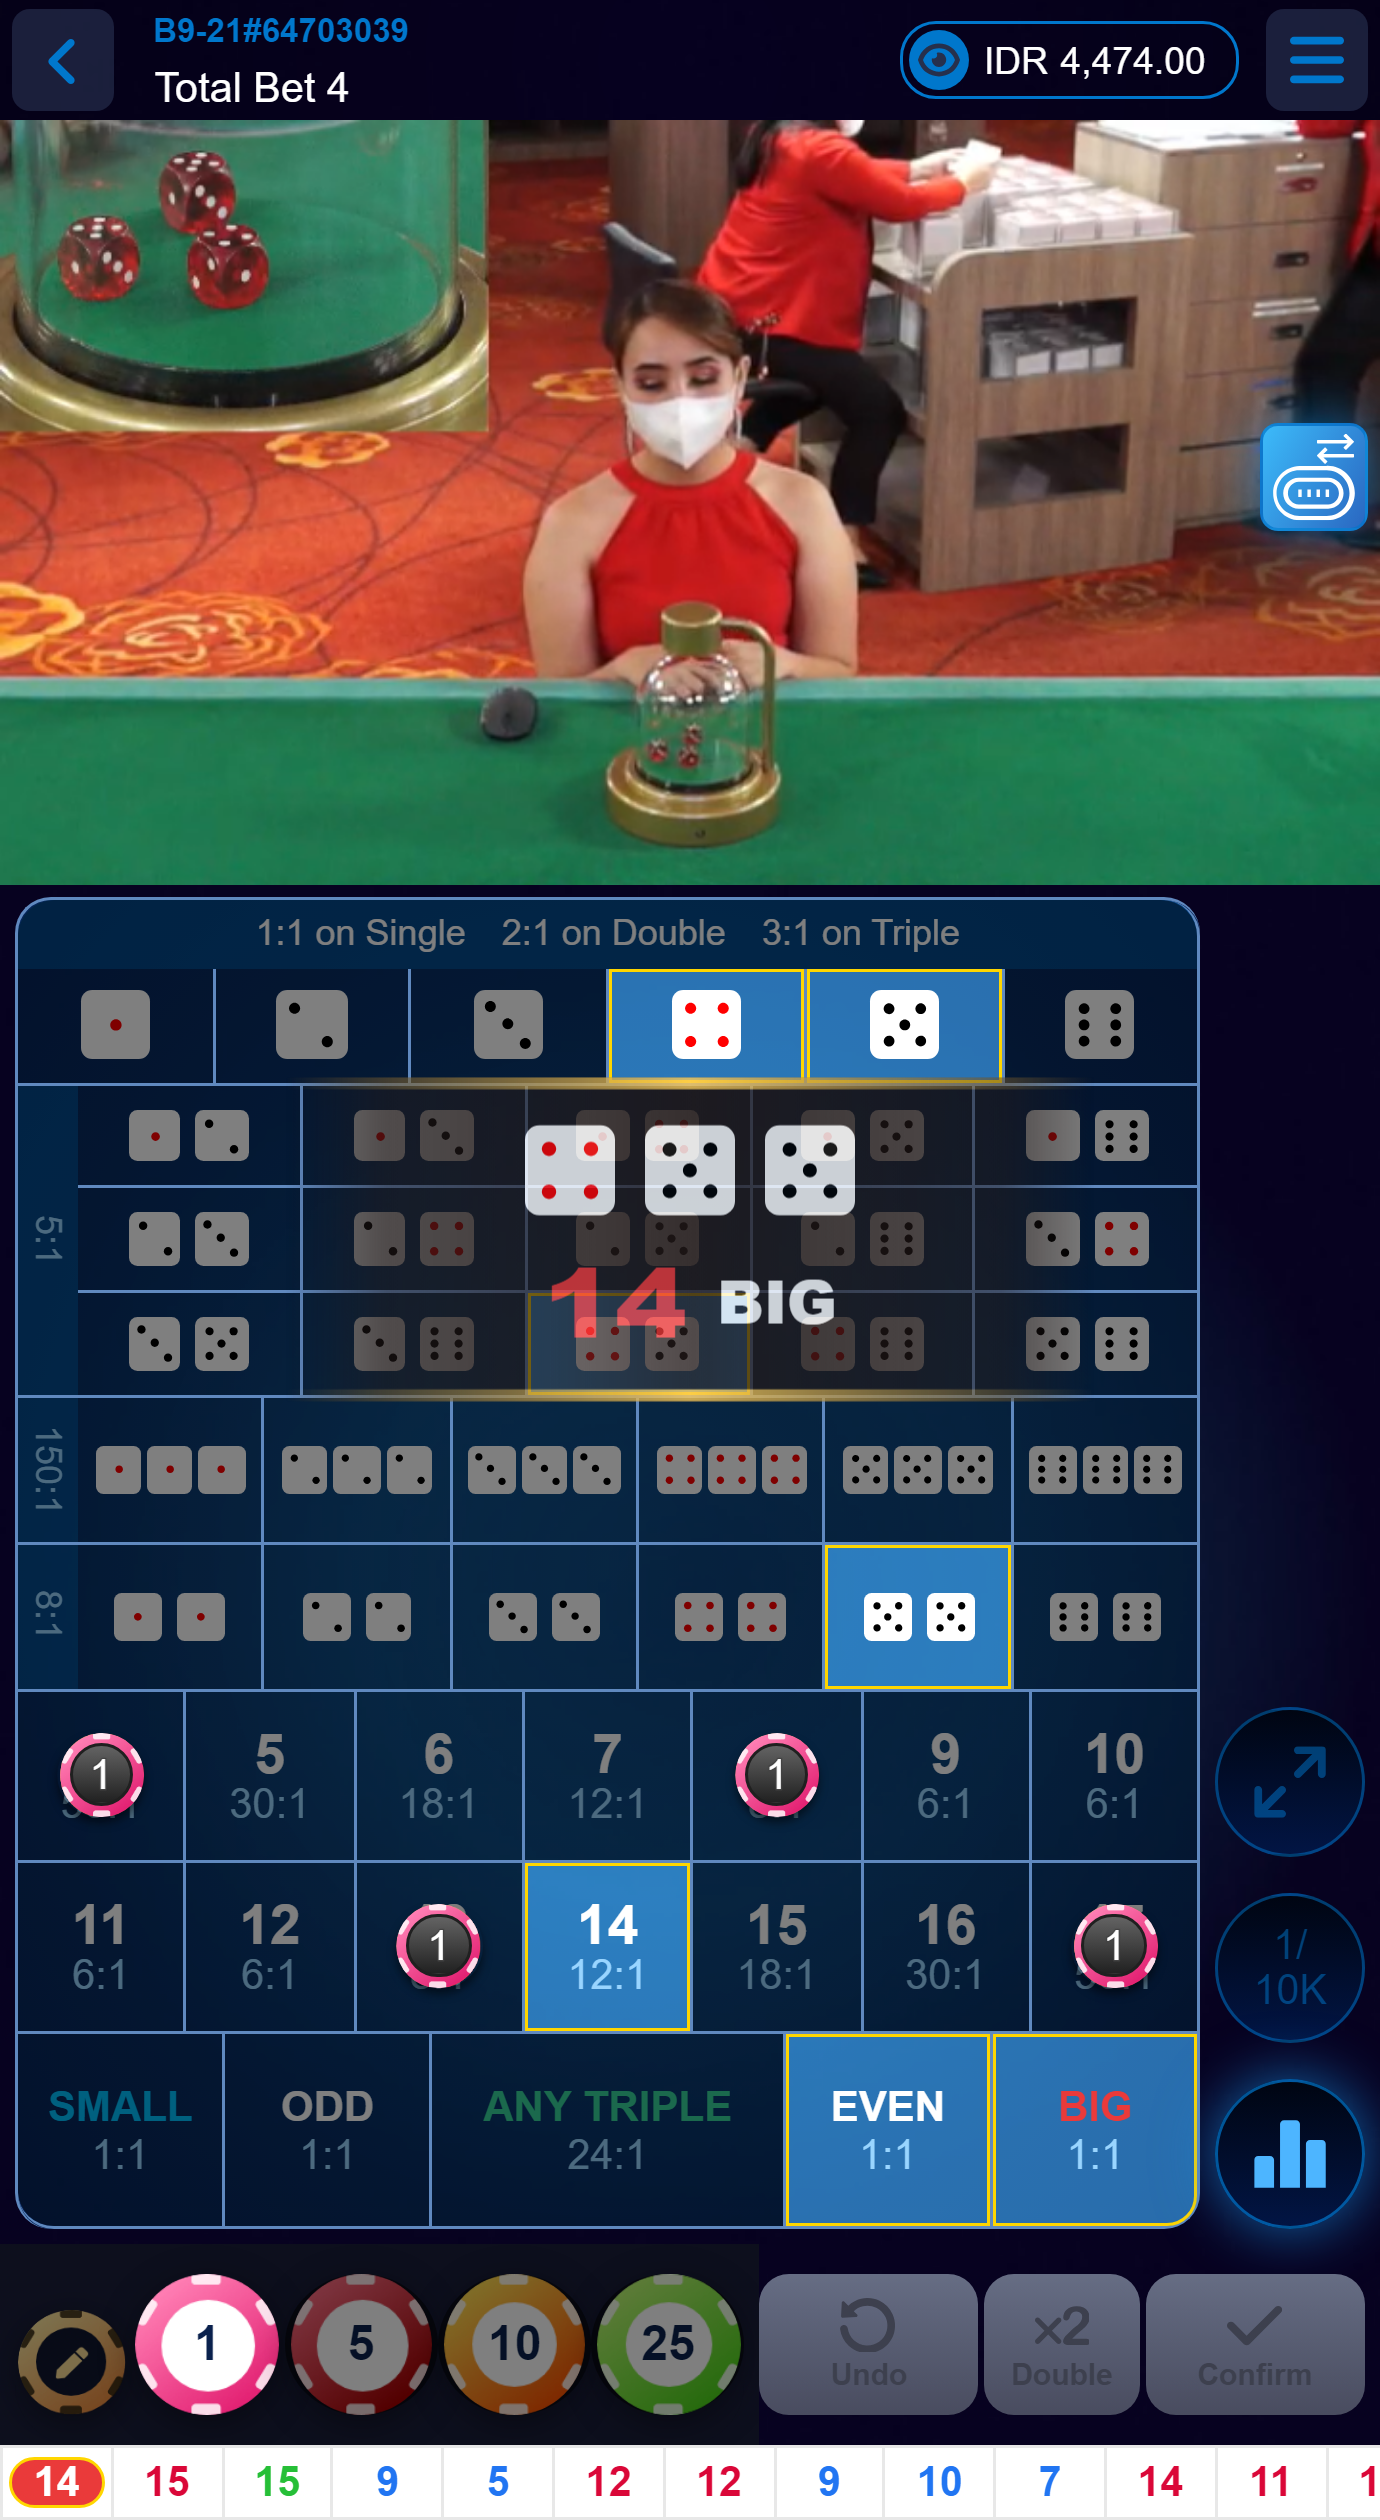 B9-21#64703039
Total Bet 4
IDR 4,474.00
1:1 on Single 2:1 on Double 3:1 on Triple
5:1
14 BIG
150:1
8:1
1 5 6 7 1 9 10
30:1 18:1 12:1 6:1 6:1
11 12 1 14 15 16 1
6:1 6:1 12:1 18:1 30:1
1/
10K
SMALL ODD ANY TRIPLE EVEN BIG
1:1 1:1 24:1 1:1 1:1
1 5 10 25
x2
Undo Double Confirm
14 15 15 9 5 12 12 9 10 7 14 11